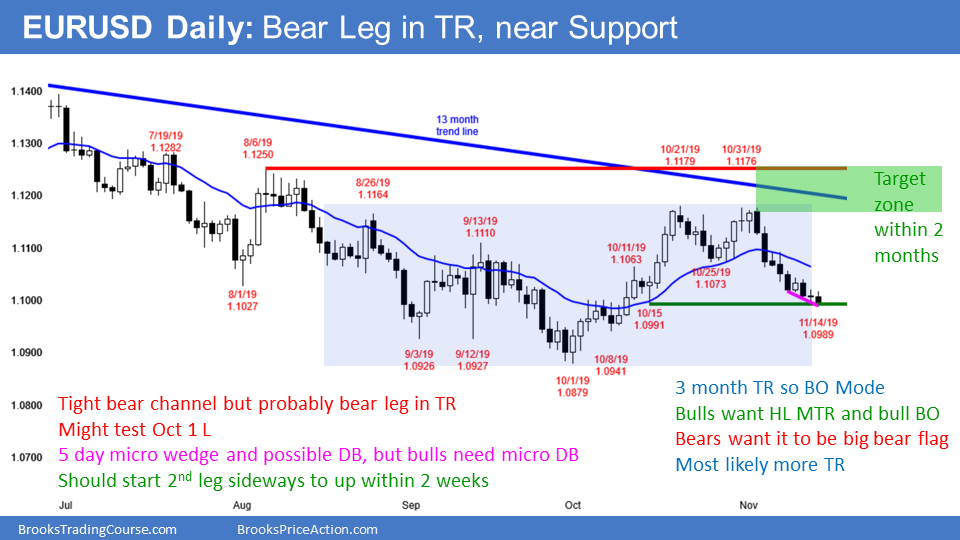 EURUSD Daily: Bear Leg in TR, near Support
1.1400
1.1300
1.1200
1.1100
1.1000
1.0900
1.0800
1.0700
13 month
trend line
7/19/19
1.1282
8/6/19
1.1250
8/26/19
1.1164
9/13/19
1.1110
10/11/19
1.1063
10/21/19
1.1179
10/31/19
1.1176
8/1/19
1.1027
9/3/19
1.0926
9/12/19
1.0927
10/1/19
1.0879
10/8/19
1.0941
10/15
1.0991
10/25/19
1.1073
11/14/19
1.0989
Target
zone
within 2
months
Tight bear channel but probably bear leg in TR
Might test Oct 1 L
5 day micro wedge and possible DB, but bulls need micro DB
Should start 2nd leg sideways to up within 2 weeks
3 month TR so BO Mode
Bulls want HL MTR and bull BO
Bears want it to be big bear flag
Most likely more TR
Jul Aug Sep Oct Nov
BrooksTradingCourse.com BrooksPriceAction.com